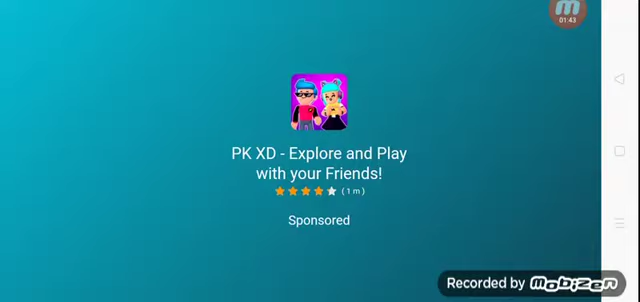 01:43
PK XD - Explore and Play
with your Friends!
(1 m)
Sponsored
Recorded by Mobizen